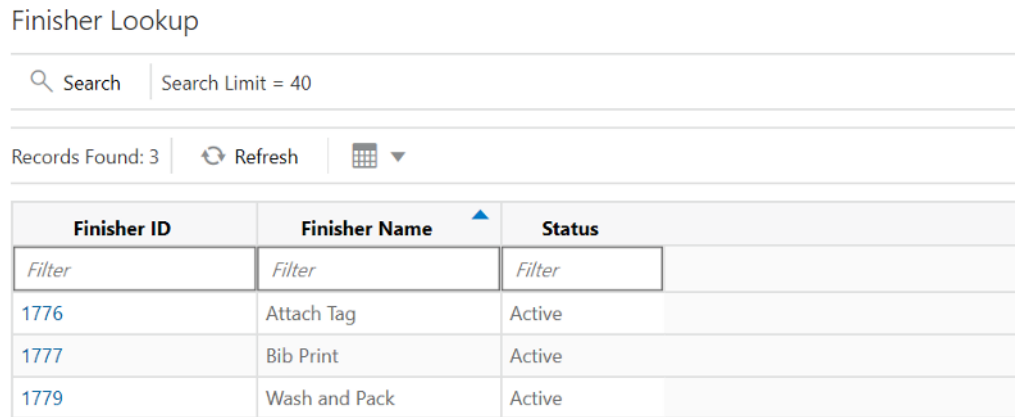 Finisher Lookup
Search Search Limit = 40
Records Found: 3 Refresh
Finisher ID Finisher Name Status
Filter Filter Filter
1776 Attach Tag Active
1777 Bib Print Active
1779 Wash and Pack Active